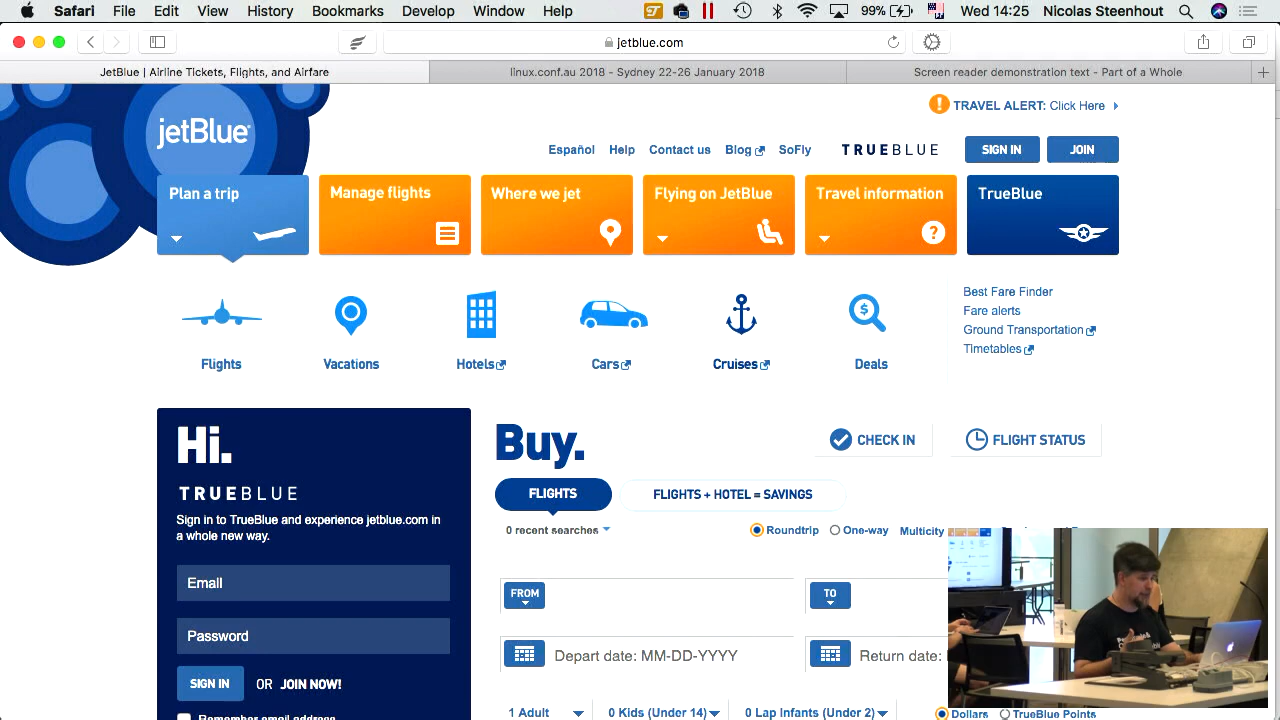 Safari File Edit View History Bookmarks Develop Window Help 99% Wed 14:25 Nicolas Steenhout
jetblue.com
JetBlue | Airline Tickets, Flights, and Airfare linux.conf.au 2018 - Sydney 22-26 January 2018 Screen reader demonstration text - Part of a Whole
TRAVEL ALERT: Click Here
jetBlue
Español Help Contact us Blog SoFly TRUEBLUE SIGN IN JOIN
Plan a trip Manage flights Where we jet Flying on JetBlue Travel information TrueBlue
Best Fare Finder
Fare alerts
Ground Transportation
Timetables
Flights Vacations Hotels Cars Cruises Deals
Hi.
TRUEBLUE
Sign in to TrueBlue and experience jetblue.com in
a whole new way.
Email
Password
SIGN IN OR JOIN NOW!
Remember email address
Buy.
CHECK IN FLIGHT STATUS
FLIGHTS FLIGHTS + HOTEL = SAVINGS
0 recent searches Roundtrip One-way Multicity
FROM TO
Depart date: MM-DD-YYYY Return date:
1 Adult 0 Kids (Under 14) 0 Lap Infants (Under 2) Dollars TrueBlue Points